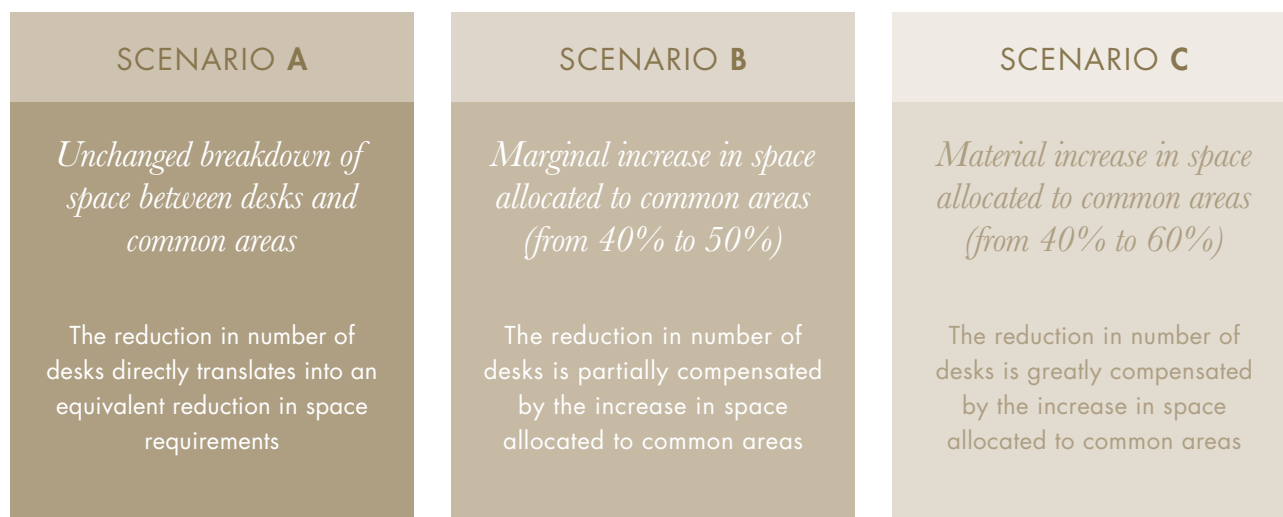 SCENARIO A
Unchanged breakdown of
space between desks and
common areas
The reduction in number of
desks directly translates into an
equivalent reduction in space
requirements
SCENARIO B
Marginal increase in space
allocated to common areas
(from 40% to 50%)
The reduction in number of
desks is partially compensated
by the increase in space
allocated to common areas
SCENARIO C
Material increase in space
allocated to common areas
(from 40% to 60%)
The reduction in number of
desks is greatly compensated
by the increase in space
allocated to common areas